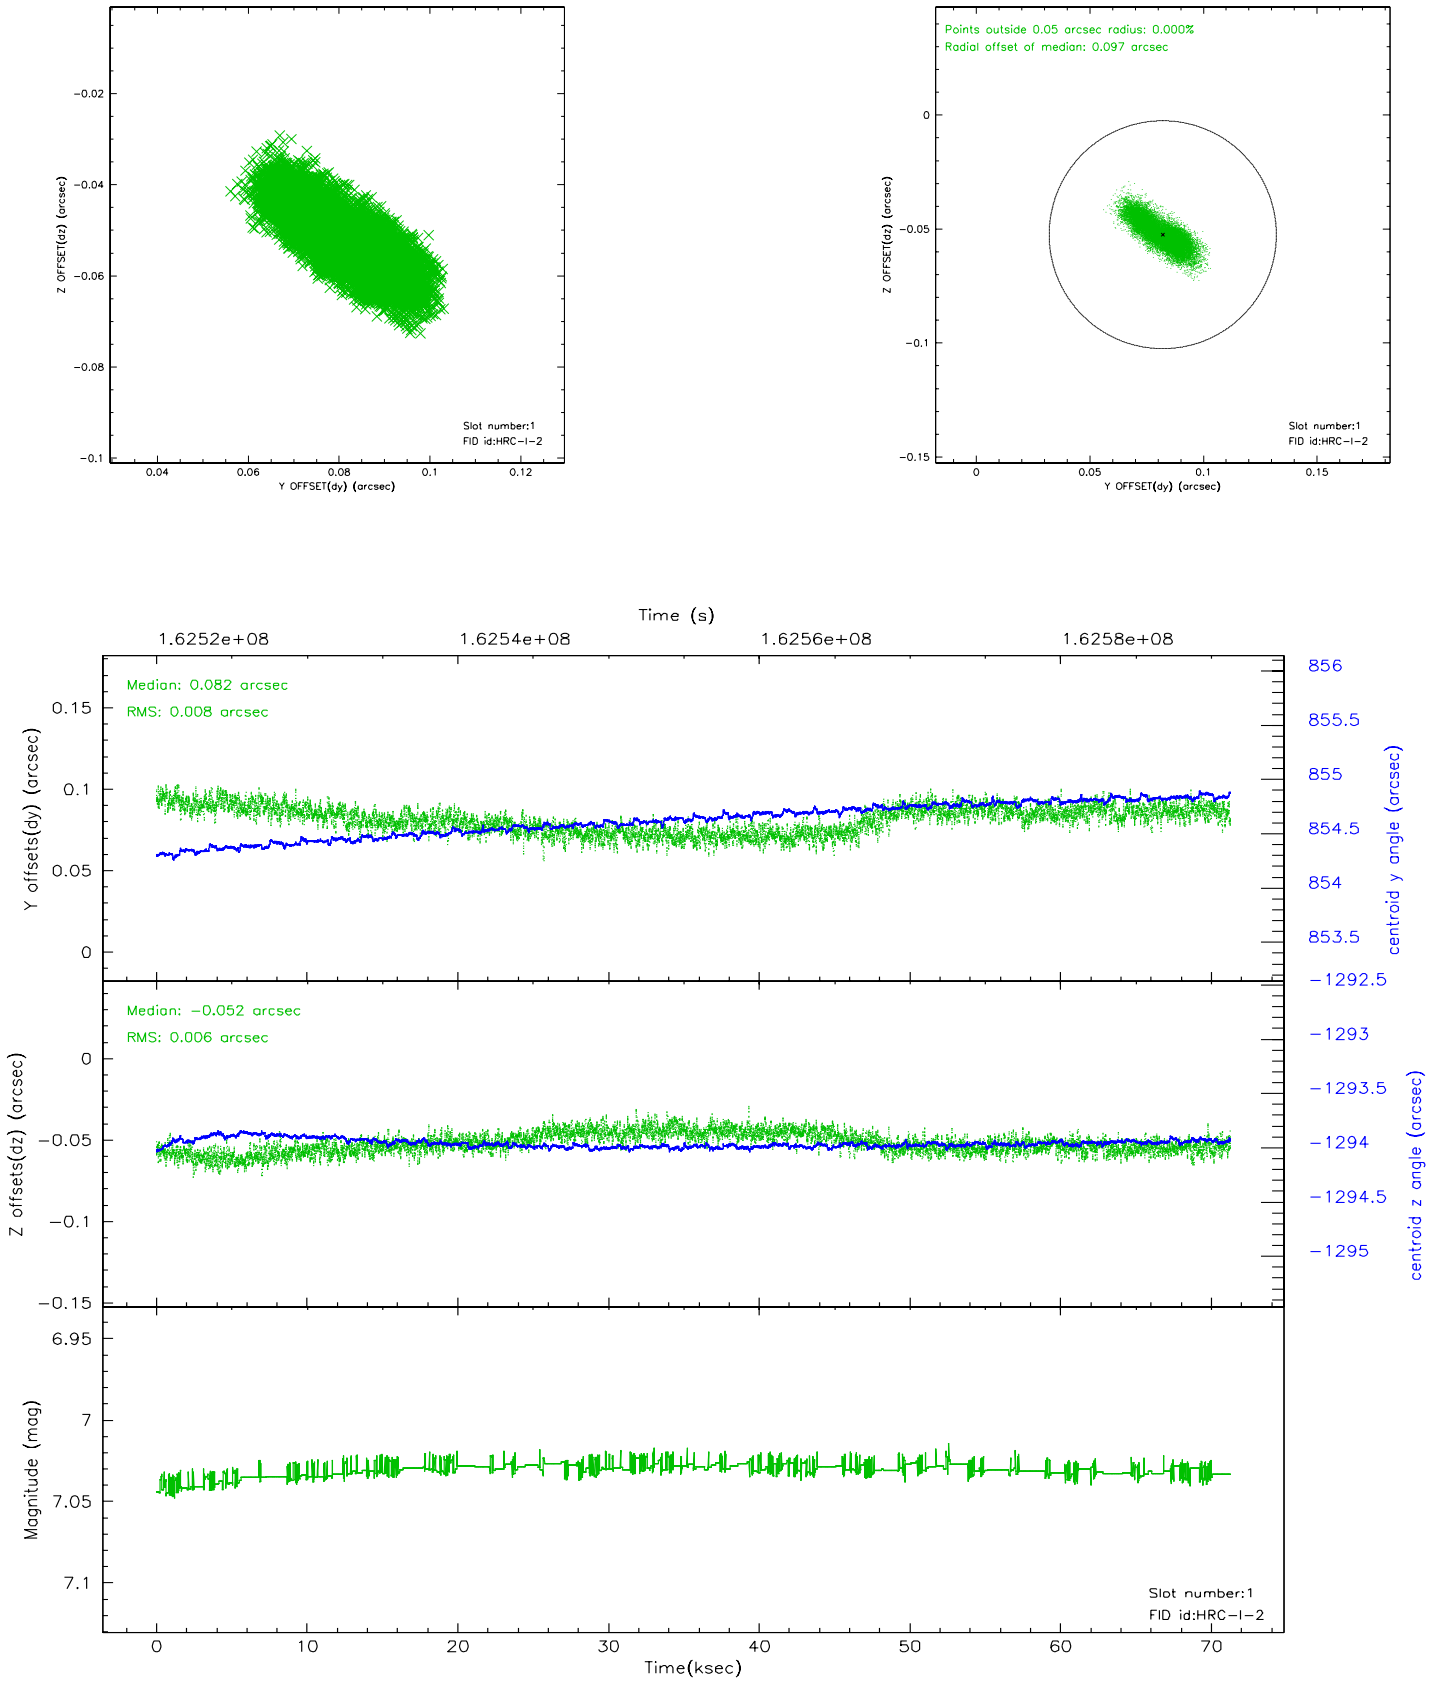 −0.02
−0.04
−0.06
−0.08
−0.1
Z OFFSET(dz) (arcsec)
Slot number:1
FID id:HRC−I−2
0.04 0.06 0.08 0.1 0.12
Y OFFSET(dy) (arcsec)
Points outside 0.05 arcsec radius: 0.000%
Radial offset of median: 0.097 arcsec
0
−0.05
−0.1
−0.15
Z OFFSET(dz) (arcsec)
Slot number:1
FID id:HRC−I−2
0 0.05 0.1 0.15
Y OFFSET(dy) (arcsec)
Time (s)
1.6252e+08 1.6254e+08 1.6256e+08 1.6258e+08
Median: 0.082 arcsec
RMS: 0.008 arcsec
0.15
0.1
0.05
0
Y offsets(dy) (arcsec)
856
855.5
855
854.5
854
853.5
centroid y angle (arcsec)
Median: −0.052 arcsec
RMS: 0.006 arcsec
0
−0.05
−0.1
−0.15
Z offsets(dz) (arcsec)
−1292.5
−1293
−1293.5
−1294
−1294.5
−1295
centroid z angle (arcsec)
6.95
7
7.05
7.1
Magnitude (mag)
Slot number:1
FID id:HRC−I−2
0 10 20 30 40 50 60 70
Time(ksec)